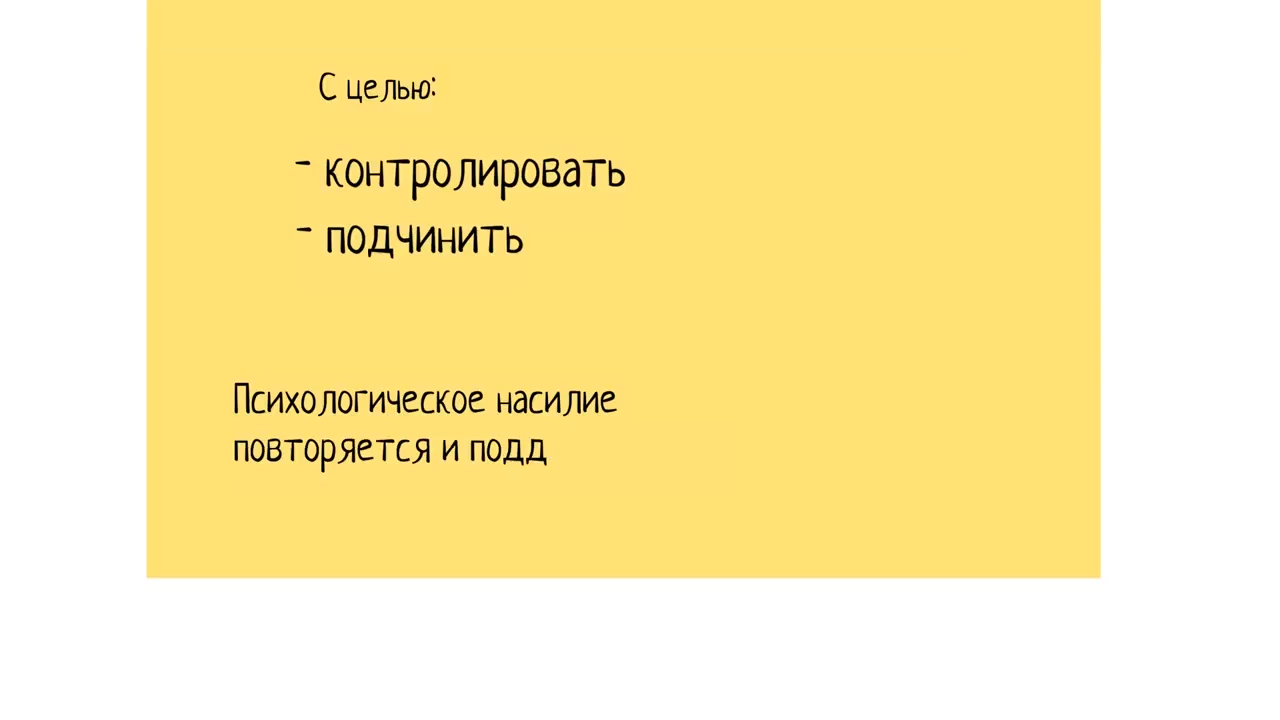 С целью:
- контролировать
- подчинить
Психологическое насилие
повторяется и подд